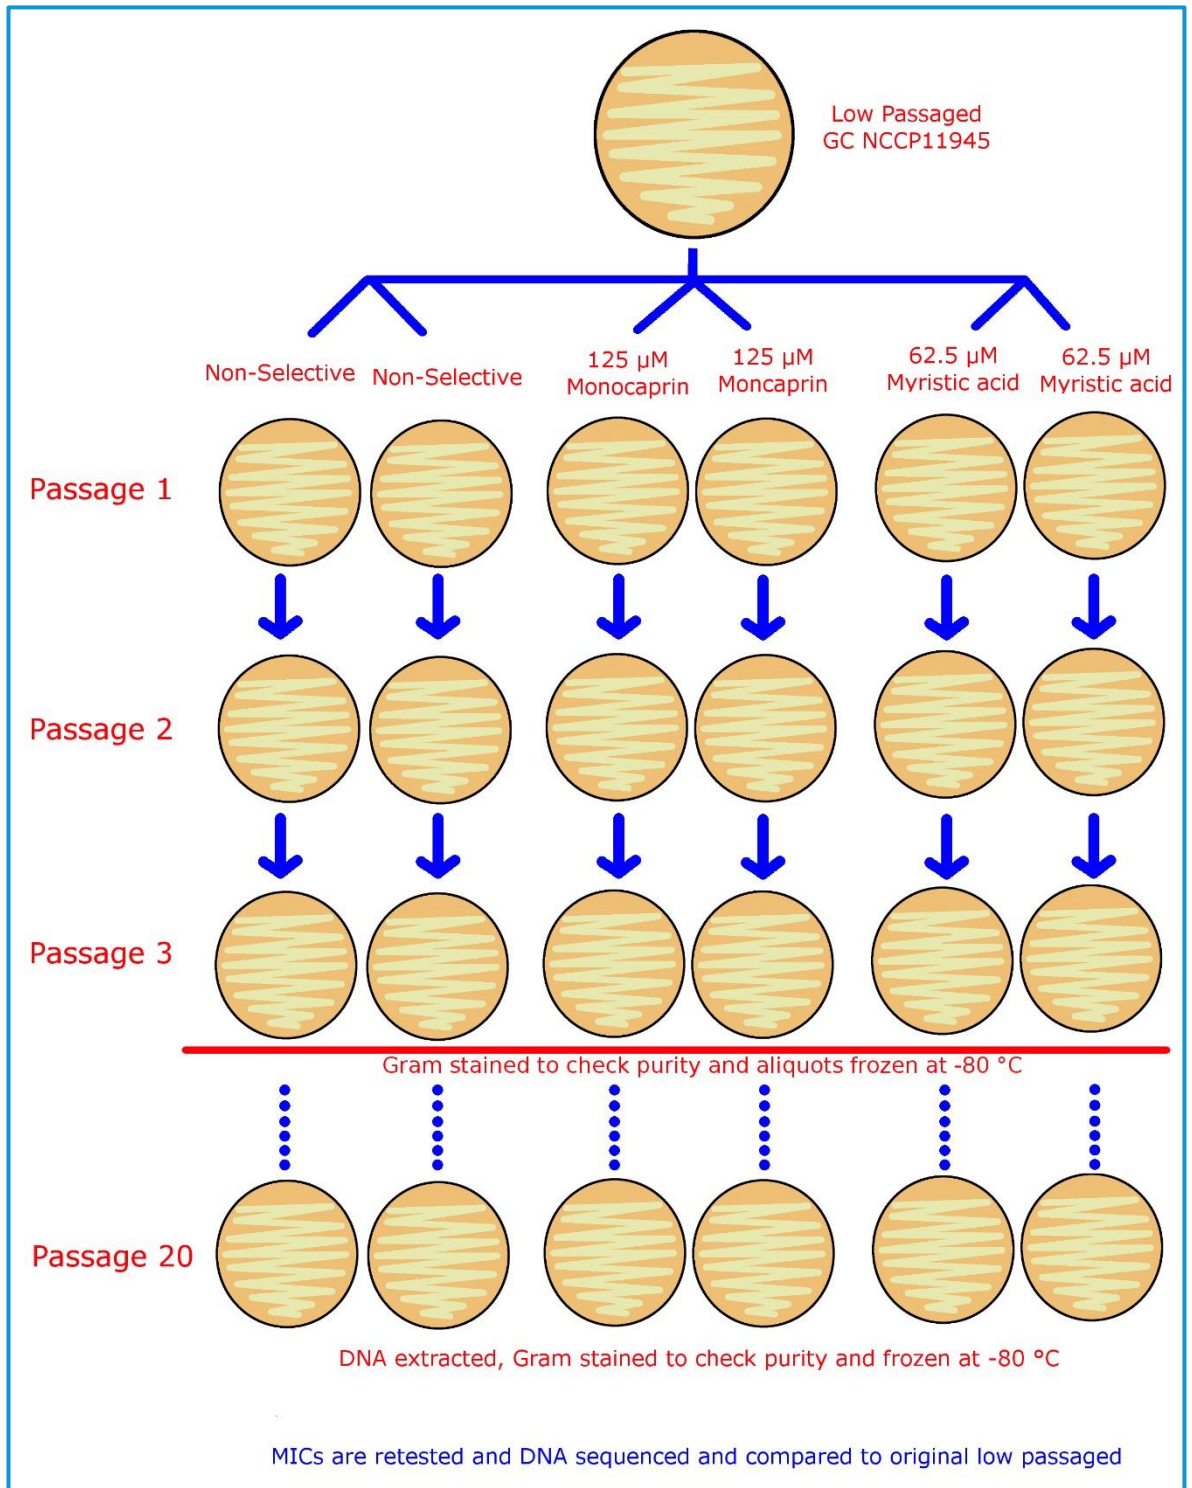 Low Passaged
GC NCCP11945
Non-Selective
Non-Selective
125 µM
Monocaprin
125 µM
Moncaprin
62.5 µM
Myristic acid
62.5 µM
Myristic acid
Passage 1
Passage 2
Passage 3
Gram stained to check purity and aliquots frozen at -80 °C
Passage 20
DNA extracted, Gram stained to check purity and frozen at -80 °C
MICs are retested and DNA sequenced and compared to original low passaged